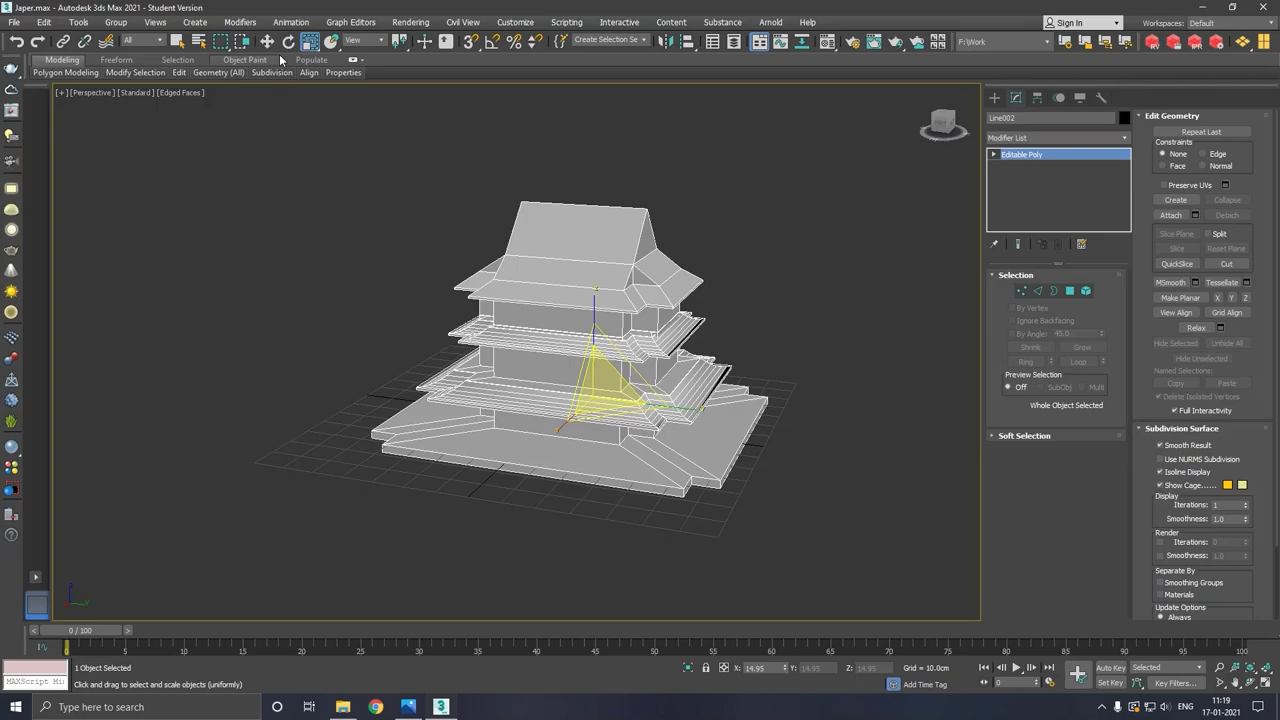 Japer.max - Autodesk 3ds Max 2021 - Student Version
File Edit Tools Group Views Create Modifiers Animation Graph Editors Rendering Civil View Customize Scripting Interactive Content Substance Arnold Help
Sign In Workspaces: Default
All View Create Selection Se F:\Work
Modeling Freeform Selection Object Paint Populate
Polygon Modeling Modify Selection Edit Geometry (All) Subdivision Align Properties
[+] [Perspective] [Standard] [Edged Faces]
Line002
Modifier List
Editable Poly
Selection
By Vertex
Ignore Backfacing
By Angle: 45.0
Shrink Grow
Ring Loop
Preview Selection
Off SubObj Multi
Whole Object Selected
Soft Selection
Edit Geometry
Repeat Last
Constraints
None Edge
Face Normal
Preserve UVs
Create Collapse
Attach Detach
Slice Plane Split
Slice Reset Plane
QuickSlice Cut
MSmooth Tessellate
Make Planar X Y Z
View Align Grid Align
Relax
Hide Selected Unhide All
Hide Unselected
Named Selections:
Copy Paste
Delete Isolated Vertices
Full Interactivity
Subdivision Surface
Smooth Result
Use NURMS Subdivision
Isoline Display
Show Cage......
Display
Iterations: 1
Smoothness: 1.0
Render
Iterations: 0
Smoothness: 1.0
Separate By
Smoothing Groups
Materials
Update Options
Always
0 / 100
0 5 10 15 20 25 30 35 40 45 50 55 60 65 70 75 80 85 90 95 100
1 Object Selected
X: 14.95 Y: 14.95 Z: 14.95 Grid = 10.0cm
Auto Key Selected
MAXScript Mi
Click and drag to select and scale objects (uniformly)
Add Time Tag
0
Set Key Key Filters...
Type here to search
ENG
11:19
17-01-2021